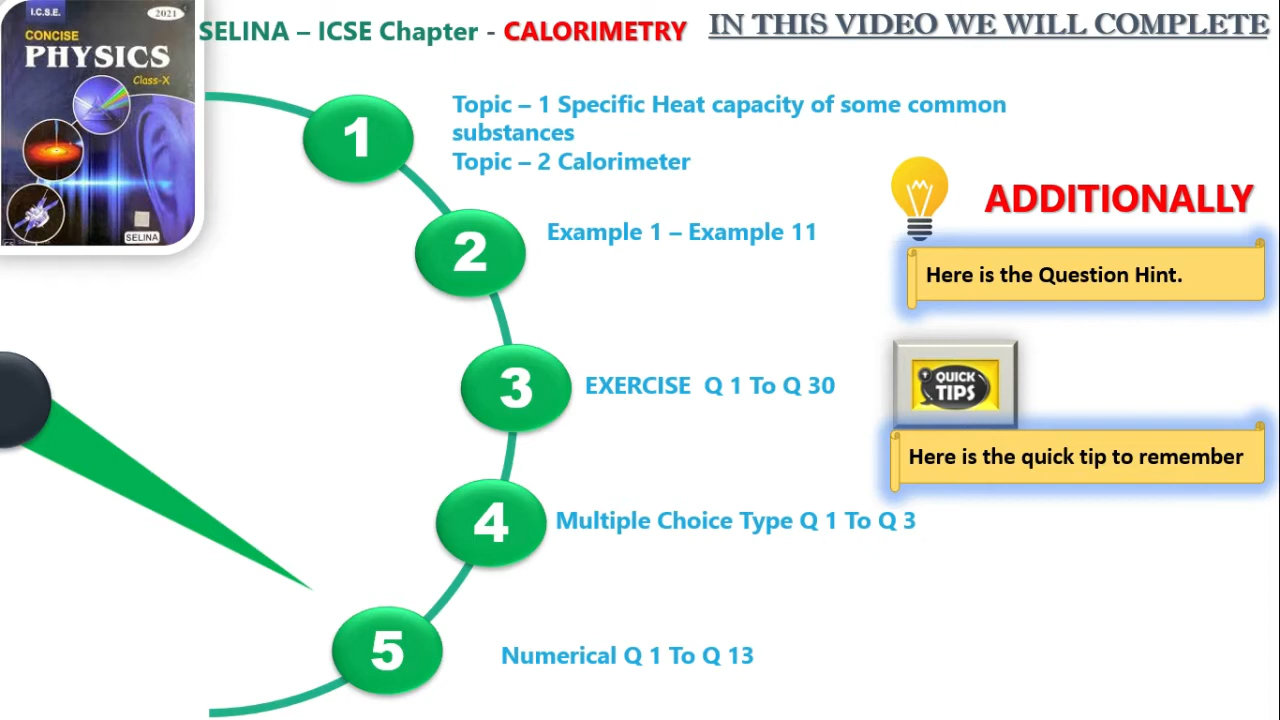 I.C.S.E.
2021
CONCISE
PHYSICS
Class-X
SELINA
SELINA – ICSE Chapter - CALORIMETRY
IN THIS VIDEO WE WILL COMPLETE
1
Topic – 1 Specific Heat capacity of some common
substances
Topic – 2 Calorimeter
2
Example 1 – Example 11
3
EXERCISE Q 1 To Q 30
4
Multiple Choice Type Q 1 To Q 3
5
Numerical Q 1 To Q 13
ADDITIONALLY
Here is the Question Hint.
QUICK
TIPS
Here is the quick tip to remember